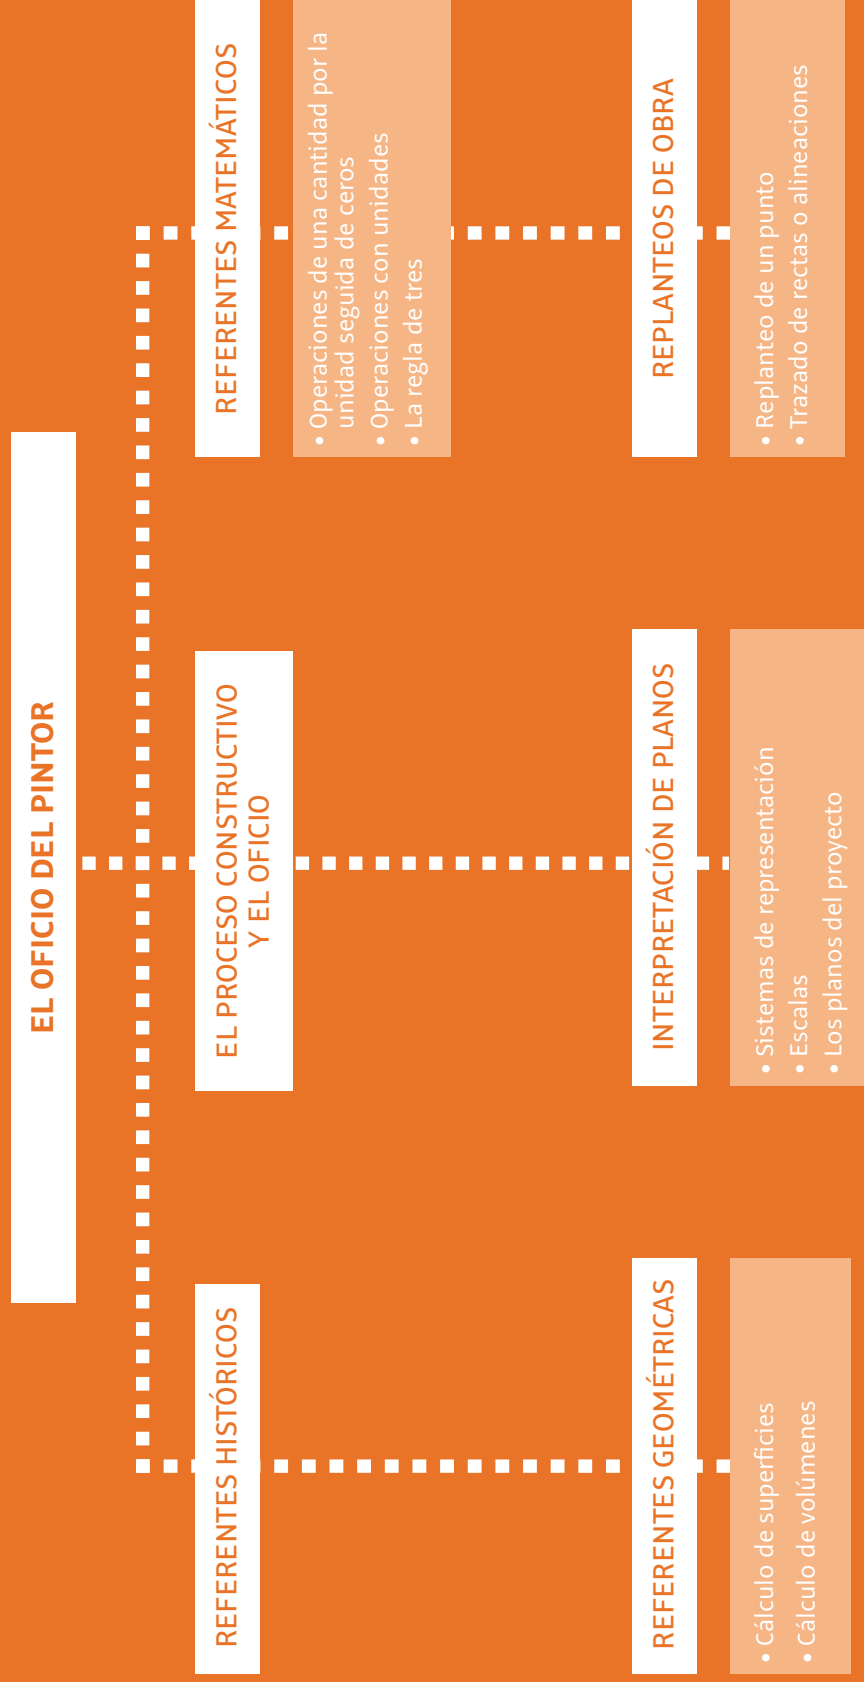 EL OFICIO DEL PINTOR
REFERENTES HISTÓRICOS
EL PROCESO CONSTRUCTIVO
Y EL OFICIO
REFERENTES MATEMÁTICOS
• Operaciones de una cantidad por la
unidad seguida de ceros
• Operaciones con unidades
• La regla de tres
REFERENTES GEOMÉTRICAS
• Cálculo de superficies
• Cálculo de volúmenes
INTERPRETACIÓN DE PLANOS
• Sistemas de representación
• Escalas
• Los planos del proyecto
REPLANTEOS DE OBRA
• Replanteo de un punto
• Trazado de rectas o alineaciones